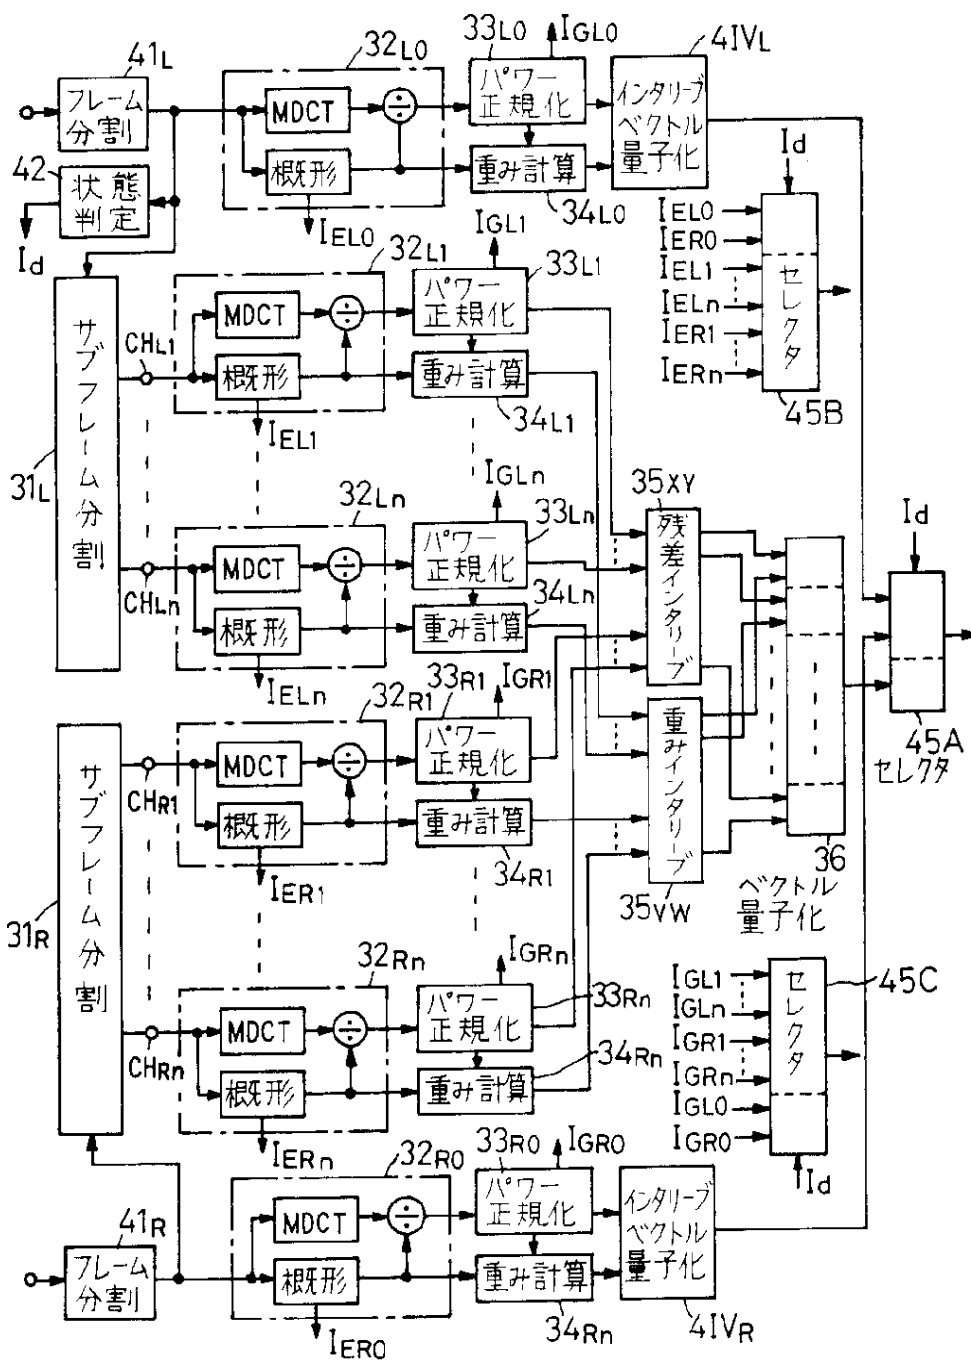 41L
フレーム
分割
32L0
MDCT
÷
概形
IEL0
33L0
IGL0
パワー
正規化
重み計算
34L0
41VL
インタリーブ
ベクトル
量子化
42
状態
判定
Id
Id
IEL0
IER0
IEL1
IELn
IER1
IERn
セレクタ
45B
31L
サブフレーム分割
CHL1
32L1
MDCT
÷
概形
IEL1
IGL1
33L1
パワー
正規化
重み計算
34L1
CHLn
32Ln
MDCT
÷
概形
IELn
IGLn
33Ln
パワー
正規化
34Ln
重み計算
35XY
残差インタリーブ
重みインタリーブ
35VW
36
ベクトル
量子化
Id
45A
セレクタ
31R
サブフレーム分割
CHR1
32R1
MDCT
÷
概形
IER1
33R1
IGR1
パワー
正規化
重み計算
34R1
CHRn
32Rn
MDCT
÷
概形
IERn
IGRn
33Rn
パワー
正規化
34Rn
重み計算
IGL1
IGLn
IGR1
IGRn
IGL0
IGR0
セレクタ
45C
Id
41R
フレーム
分割
32R0
MDCT
÷
概形
IER0
33R0
IGR0
パワー
正規化
重み計算
34Rn
インタリーブ
ベクトル
量子化
41VR